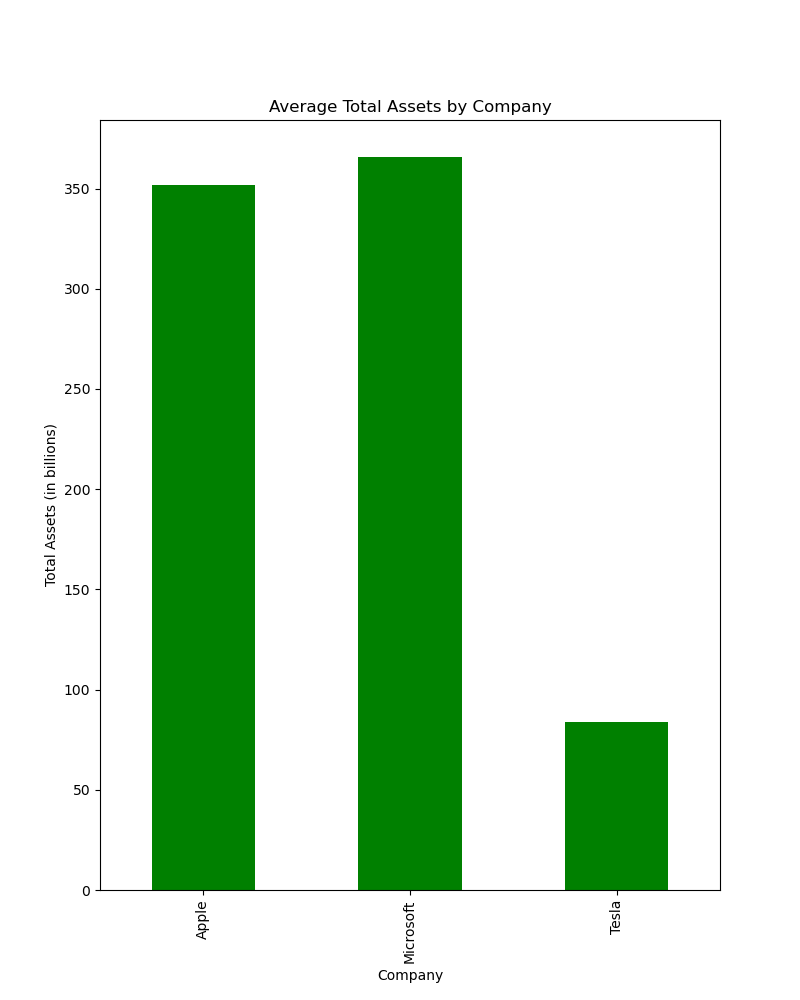 Average Total Assets by Company
Total Assets (in billions)
350
300
250
200
150
100
50
0
Apple
Microsoft
Tesla
Company